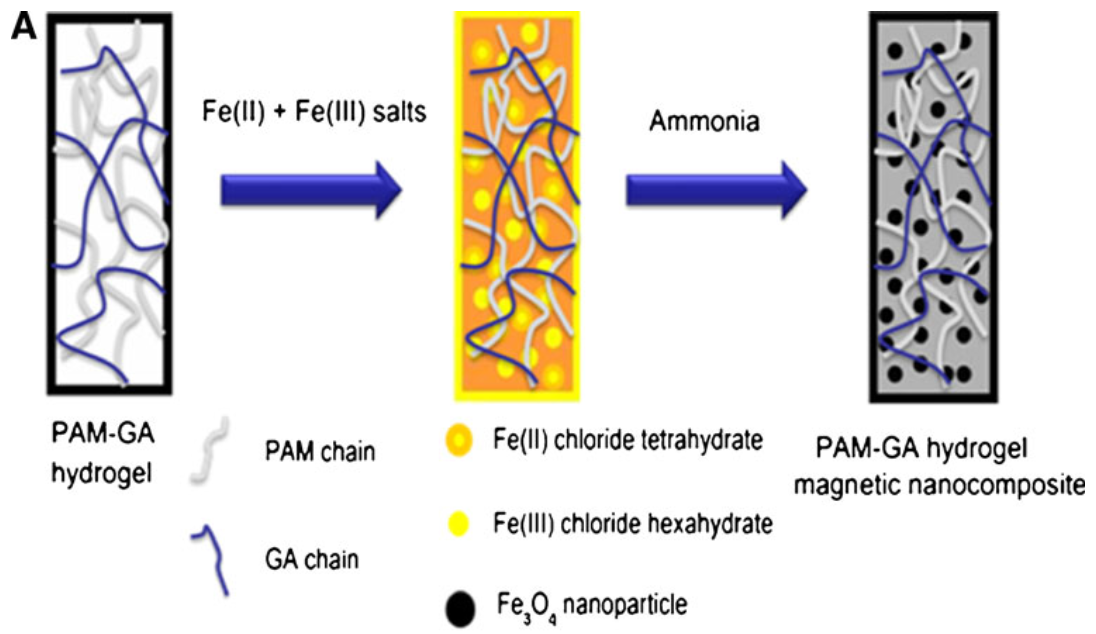 A
Fe(II) + Fe(III) salts
Ammonia
PAM-GA
hydrogel
PAM chain
GA chain
Fe(II) chloride tetrahydrate
Fe(III) chloride hexahydrate
Fe₃O₄ nanoparticle
PAM-GA hydrogel
magnetic nanocomposite